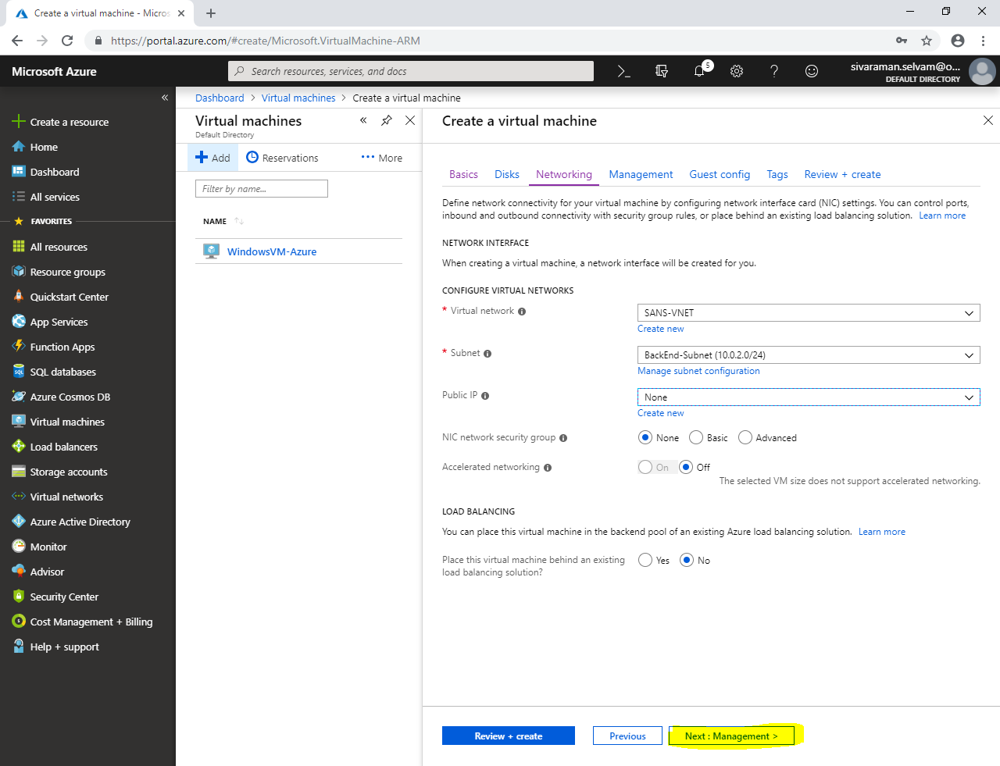 Create a virtual machine - Micros
https://portal.azure.com/#create/Microsoft.VirtualMachine-ARM
Microsoft Azure
Search resources, services, and docs
5
sivaraman.selvam@o...
DEFAULT DIRECTORY
Create a resource
Home
Dashboard
All services
FAVORITES
All resources
Resource groups
Quickstart Center
App Services
Function Apps
SQL databases
Azure Cosmos DB
Virtual machines
Load balancers
Storage accounts
Virtual networks
Azure Active Directory
Monitor
Advisor
Security Center
Cost Management + Billing
Help + support
Dashboard > Virtual machines > Create a virtual machine
Virtual machines
Default Directory
Add
Reservations
More
Filter by name...
NAME
WindowsVM-Azure
Create a virtual machine
Basics Disks Networking Management Guest config Tags Review + create
Define network connectivity for your virtual machine by configuring network interface card (NIC) settings. You can control ports,
inbound and outbound connectivity with security group rules, or place behind an existing load balancing solution. Learn more
NETWORK INTERFACE
When creating a virtual machine, a network interface will be created for you.
CONFIGURE VIRTUAL NETWORKS
* Virtual network
SANS-VNET
Create new
* Subnet
BackEnd-Subnet (10.0.2.0/24)
Manage subnet configuration
Public IP
None
Create new
NIC network security group
None Basic Advanced
Accelerated networking
On Off
The selected VM size does not support accelerated networking.
LOAD BALANCING
You can place this virtual machine in the backend pool of an existing Azure load balancing solution. Learn more
Place this virtual machine behind an existing
load balancing solution?
Yes No
Review + create
Previous
Next : Management >